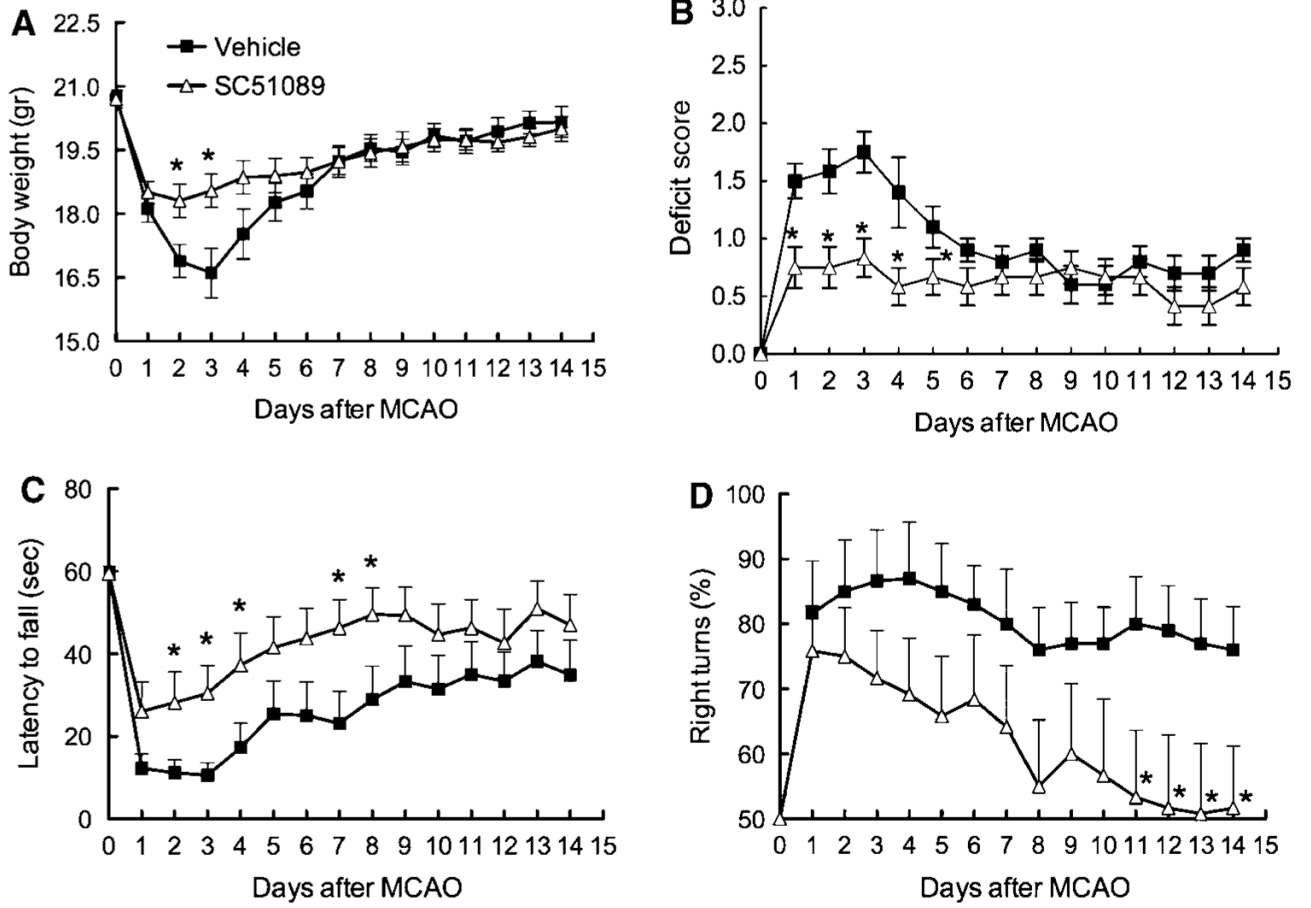 A
22.5
21.0
19.5
18.0
16.5
15.0
Body weight (gr)
Vehicle
SC51089
* *
0 1 2 3 4 5 6 7 8 9 10 11 12 13 14 15
Days after MCAO
B
3.0
2.5
2.0
1.5
1.0
0.5
0.0
Deficit score
* * * * *
0 1 2 3 4 5 6 7 8 9 10 11 12 13 14 15
Days after MCAO
C
80
60
40
20
0
Latency to fall (sec)
* * * * *
0 1 2 3 4 5 6 7 8 9 10 11 12 13 14 15
Days after MCAO
D
100
90
80
70
60
50
Right turns (%)
* * * *
0 1 2 3 4 5 6 7 8 9 10 11 12 13 14 15
Days after MCAO